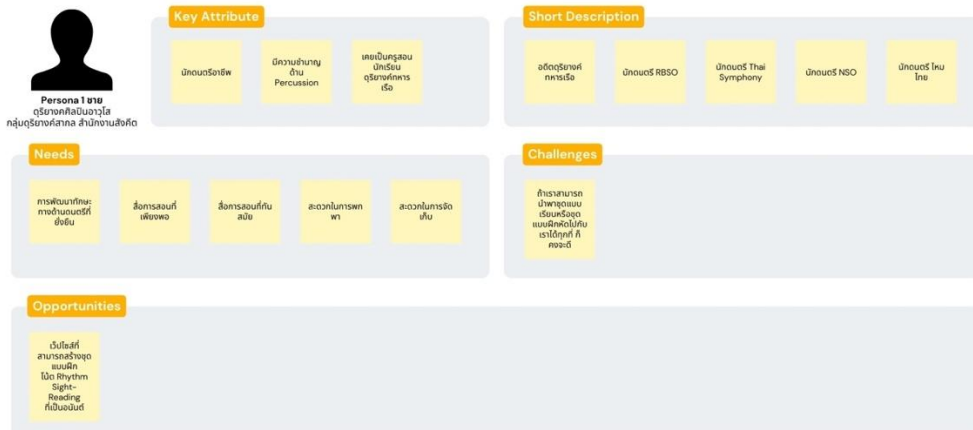 Persona 1 ชาย
ดุริยางคศิลปินอาวุโส
กลุ่มดุริยางค์สากล สำนักงานสังคีต
Key Attribute
นักดนตรีอาชีพ
มีความชำนาญ
ด้าน
Percussion
เคยเป็นครูสอน
นักเรียน
ดุริยางค์ทหาร
เรือ
Short Description
อดีตดุริยางค์
ทหารเรือ
นักดนตรี RBSO
นักดนตรี Thai
Symphony
นักดนตรี NSO
นักดนตรี ไหม
ไทย
Needs
การพัฒนาทักษะ
ทางด้านดนตรีที่
ยั่งยืน
สื่อการสอนที่
เพียงพอ
สื่อการสอนที่ทัน
สมัย
สะดวกในการพก
พา
สะดวกในการจัด
เก็บ
Challenges
ถ้าเราสามารถ
นำพาชุดแบบ
เรียนหรือชุด
แบบฝึกหัดไปกับ
เราได้ทุกที่ ก็
คงจะดี
Opportunities
เว็ปไซส์ที่
สามารถสร้างชุด
แบบฝึก
โน้ต Rhythm
Sight-
Reading
ที่เป็นอนันต์